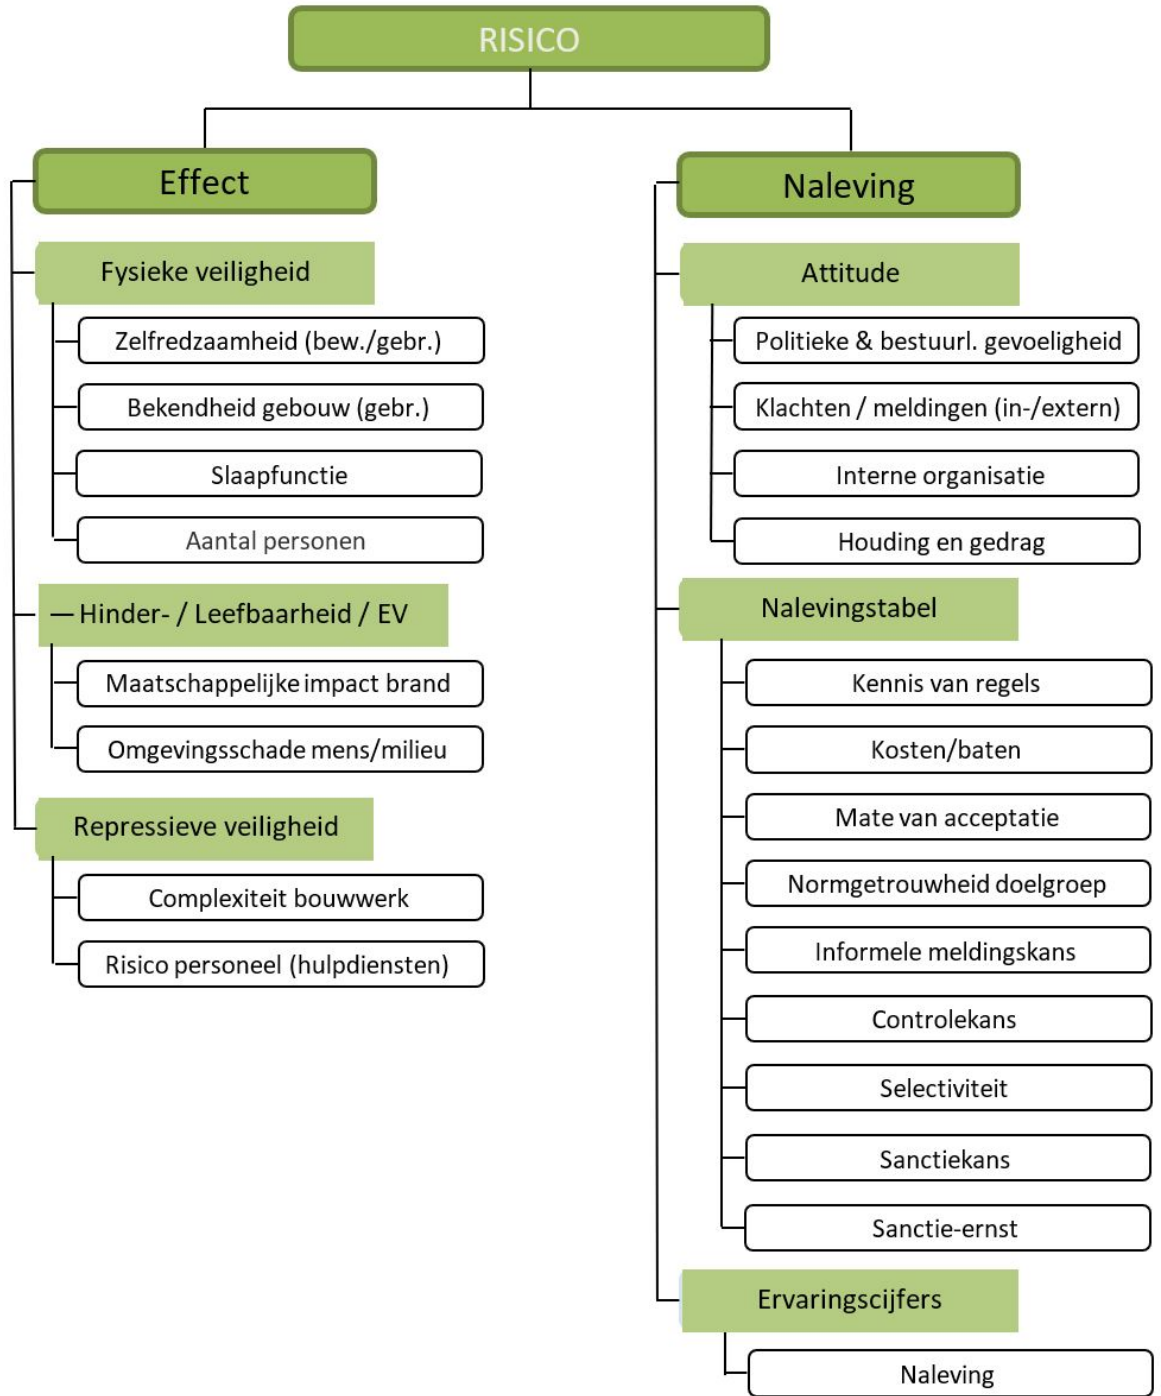 RISICO
Effect
Fysieke veiligheid
Zelfredzaamheid (bew./gebr.)
Bekendheid gebouw (gebr.)
Slaapfunctie
Aantal personen
Hinder- / Leefbaarheid / EV
Maatschappelijke impact brand
Omgevingsschade mens/milieu
Repressieve veiligheid
Complexiteit bouwwerk
Risico personeel (hulpdiensten)
Naleving
Attitude
Politieke & bestuurl. gevoeligheid
Klachten / meldingen (in-/extern)
Interne organisatie
Houding en gedrag
Nalevingstabel
Kennis van regels
Kosten/baten
Mate van acceptatie
Normgetrouwheid doelgroep
Informele meldingskans
Controlekans
Selectiviteit
Sanctiekans
Sanctie-ernst
Ervaringscijfers
Naleving